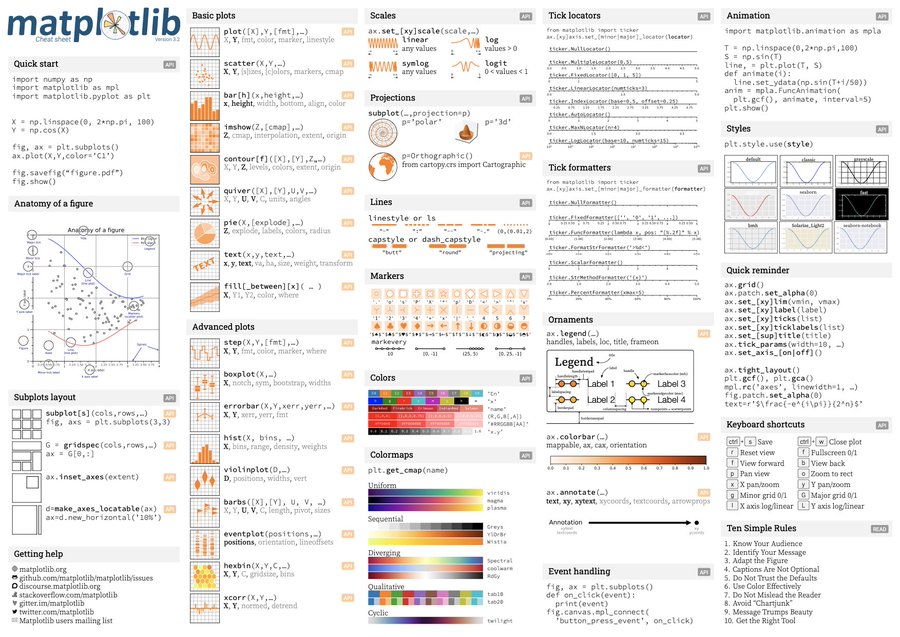 matplotlib
Cheat sheet
Version 3.2
Quick start
API
import numpy as np
import matplotlib as mpl
import matplotlib.pyplot as plt
X = np.linspace(0, 2*np.pi, 100)
Y = np.cos(X)
fig, ax = plt.subplots()
ax.plot(X,Y,color='C1')
fig.savefig("figure.pdf")
fig.show()
Anatomy of a figure
Anatomy of a figure
Subplots layout
API
subplot[s](cols,rows,…)
API
fig, axs = plt.subplots(3,3)
G = gridspec(cols,rows,…)
API
ax = G[0,:]
ax.inset_axes(extent)
API
d=make_axes_locatable(ax)
API
ax=d.new_horizontal('10%')
Getting help
matplotlib.org
github.com/matplotlib/matplotlib/issues
discourse.matplotlib.org
stackoverflow.com/matplotlib
gitter.im/matplotlib
twitter.com/matplotlib
Matplotlib users mailing list
Basic plots
plot([X],Y,[fmt],…)
API
X, Y, fmt, color, marker, linestyle
scatter(X,Y,…)
API
X, Y, [s]izes, [c]olors, markers, cmap
bar[h](x,height,…)
API
x, height, width, bottom, align, color
imshow(Z,[cmap],…)
API
Z, cmap, interpolation, extent, origin
contour[f]([X],[Y],Z,…)
API
X, Y, Z, levels, colors, extent, origin
quiver([X],[Y],U,V,…)
API
X, Y, U, V, C, units, angles
pie(X,[explode],…)
API
Z, explode, labels, colors, radius
TEXT
text(x,y,text,…)
API
x, y, text, va, ha, size, weight, transform
fill[_between][x]( … )
API
X, Y1, Y2, color, where
Advanced plots
step(X,Y,[fmt],…)
API
X, Y, fmt, color, marker, where
boxplot(X,…)
API
X, notch, sym, bootstrap, widths
errorbar(X,Y,xerr,yerr,…)
API
X, Y, xerr, yerr, fmt
hist(X, bins, …)
API
X, bins, range, density, weights
violinplot(D,…)
API
D, positions, widths, vert
barbs([X],[Y], U, V, …)
API
X, Y, U, V, C, length, pivot, sizes
eventplot(positions,…)
API
positions, orientation, lineoffsets
hexbin(X,Y,C,…)
API
X, Y, C, gridsize, bins
xcorr(X,Y,…)
API
X, Y, normed, detrend
Scales
API
ax.set_[xy]scale(scale,…)
linear
any values
log
values > 0
symlog
any values
logit
0 < values < 1
Projections
API
subplot(…,projection=p)
p='polar'
p='3d'
p=Orthographic()
API
from cartopy.crs import Cartographic
Lines
API
linestyle or ls
"-"
":"
"--"
"-."
(0,(0.01,2))
capstyle or dash_capstyle
"butt"
"round"
"projecting"
Markers
API
markevery
10
[0, -1]
(25, 5)
[0, 25, -1]
Colors
API
"Cn"
"x"
"name"
(R,G,B[,A])
"#RRGGBB[AA]"
"x.y"
Colormaps
API
plt.get_cmap(name)
Uniform
viridis
magma
plasma
Sequential
Greys
YlOrBr
Wistia
Diverging
Spectral
coolwarm
RdGy
Qualitative
tab10
tab20
Cyclic
twilight
Tick locators
API
from matplotlib import ticker
ax.[xy]axis.set_[minor|major]_locator(locator)
ticker.NullLocator()
ticker.MultipleLocator(0.5)
ticker.FixedLocator([0, 1, 5])
ticker.LinearLocator(numticks=3)
ticker.IndexLocator(base=0.5, offset=0.25)
ticker.AutoLocator()
ticker.MaxNLocator(n=4)
ticker.LogLocator(base=10, numticks=15)
Tick formatters
API
from matplotlib import ticker
ax.[xy]axis.set_[minor|major]_formatter(formatter)
ticker.NullFormatter()
ticker.FixedFormatter(['', '0', '1', ...])
ticker.FuncFormatter(lambda x, pos: "[%.2f]" % x)
ticker.FormatStrFormatter('>%d<')
ticker.ScalarFormatter()
ticker.StrMethodFormatter('{x}')
ticker.PercentFormatter(xmax=5)
Ornaments
ax.legend(…)
API
handles, labels, loc, title, frameon
Legend
Label 1
Label 3
Label 2
Label 4
ax.colorbar(…)
API
mappable, ax, cax, orientation
0.0 0.1 0.2 0.3 0.4 0.5 0.6 0.7 0.8 0.9 1.0
ax.annotate(…)
API
text, xy, xytext, xycoords, textcoords, arrowprops
Annotation
xytext
textcoords
xy
xycoords
Event handling
API
fig, ax = plt.subplots()
def on_click(event):
print(event)
fig.canvas.mpl_connect(
'button_press_event', on_click)
Animation
API
import matplotlib.animation as mpla
T = np.linspace(0,2*np.pi,100)
S = np.sin(T)
line, = plt.plot(T, S)
def animate(i):
line.set_ydata(np.sin(T+i/50))
anim = mpla.FuncAnimation(
plt.gcf(), animate, interval=5)
plt.show()
Styles
API
plt.style.use(style)
default
classic
grayscale
seaborn
fast
bmh
Solarize_Light2
seaborn-notebook
Quick reminder
ax.grid()
ax.patch.set_alpha(0)
ax.set_[xy]lim(vmin, vmax)
ax.set_[xy]label(label)
ax.set_[xy]ticks(list)
ax.set_[xy]ticklabels(list)
ax.set_[sup]title(title)
ax.tick_params(width=10, …)
ax.set_axis_[on|off]()
ax.tight_layout()
plt.gcf(), plt.gca()
mpl.rc('axes', linewidth=1, …)
fig.patch.set_alpha(0)
text=r'$\frac{-e^{i\pi}}{2^n}$'
Keyboard shortcuts
API
ctrl + s Save
ctrl + w Close plot
r Reset view
f Fullscreen 0/1
f View forward
b View back
p Pan view
o Zoom to rect
x X pan/zoom
y Y pan/zoom
g Minor grid 0/1
G Major grid 0/1
l X axis log/linear
L Y axis log/linear
Ten Simple Rules
READ
1. Know Your Audience
2. Identify Your Message
3. Adapt the Figure
4. Captions Are Not Optional
5. Do Not Trust the Defaults
6. Use Color Effectively
7. Do Not Mislead the Reader
8. Avoid "Chartjunk"
9. Message Trumps Beauty
10. Get the Right Tool